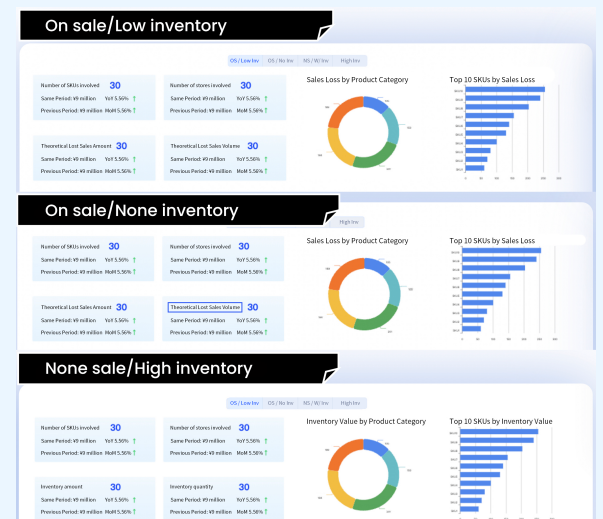 On sale/Low inventory
OS / Low Inv OS / No Inv NS / W/ Inv High Inv
Number of SKUs involved 30
Same Period: ¥9 million YoY 5.56% ↑
Previous Period: ¥9 million MoM 5.56% ↑
Number of stores involved 30
Same Period: ¥9 million YoY 5.56% ↑
Previous Period: ¥9 million MoM 5.56% ↑
Theoretical Lost Sales Amount 30
Same Period: ¥9 million YoY 5.56% ↑
Previous Period: ¥9 million MoM 5.56% ↑
Theoretical Lost Sales Volume 30
Same Period: ¥9 million YoY 5.56% ↑
Previous Period: ¥9 million MoM 5.56% ↑
Sales Loss by Product Category
Top 10 SKUs by Sales Loss
On sale/None inventory
High Inv
Number of SKUs involved 30
Same Period: ¥9 million YoY 5.56% ↑
Previous Period: ¥9 million MoM 5.56% ↑
Number of stores involved 30
Same Period: ¥9 million YoY 5.56% ↑
Previous Period: ¥9 million MoM 5.56% ↑
Theoretical Lost Sales Amount 30
Same Period: ¥9 million YoY 5.56% ↑
Previous Period: ¥9 million MoM 5.56% ↑
Theoretical Lost Sales Volume 30
Same Period: ¥9 million YoY 5.56% ↑
Previous Period: ¥9 million MoM 5.56% ↑
Sales Loss by Product Category
Top 10 SKUs by Sales Loss
None sale/High inventory
OS / Low Inv OS / No Inv NS / W/ Inv High Inv
Number of SKUs involved 30
Same Period: ¥9 million YoY 5.56% ↑
Previous Period: ¥9 million MoM 5.56% ↑
Number of stores involved 30
Same Period: ¥9 million YoY 5.56% ↑
Previous Period: ¥9 million MoM 5.56% ↑
Inventory amount 30
Same Period: ¥9 million YoY 5.56% ↑
Previous Period: ¥9 million MoM 5.56% ↑
Inventory quantity 30
Same Period: ¥9 million YoY 5.56% ↑
Previous Period: ¥9 million MoM 5.56% ↑
Inventory Value by Product Category
Top 10 SKUs by Inventory Value